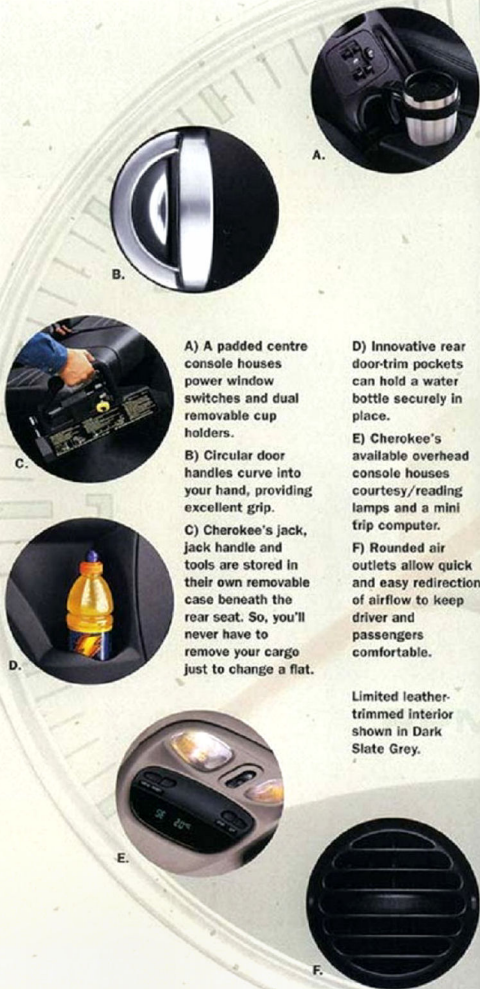 A.
B.
A) A padded centre
console houses
power window
switches and dual
removable cup
holders.
B) Circular door
handles curve into
your hand, providing
excellent grip.
C) Cherokee's jack,
jack handle and
tools are stored in
their own removable
case beneath the
rear seat. So, you'll
never have to
remove your cargo
just to change a flat.
D) Innovative rear
door-trim pockets
can hold a water
bottle securely in
place.
E) Cherokee's
available overhead
console houses
courtesy/reading
lamps and a mini
trip computer.
F) Rounded air
outlets allow quick
and easy redirection
of airflow to keep
driver and
passengers
comfortable.
Limited leather-
trimmed interior
shown in Dark
Slate Grey.
C.
D.
E.
SE 20°
F.